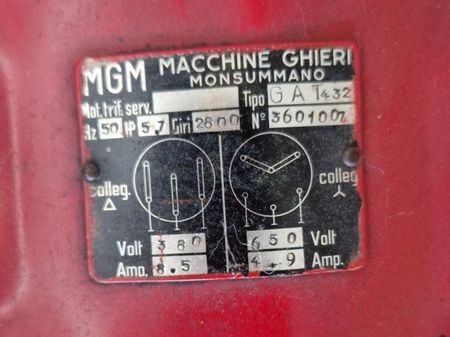 MGM MACCHINE GHIERI
MONSUMMANO
Mot. trif. serv. Tipo GAT 432
Hz 50 HP 5.7 Giri 2800 N° 3601007
colleg. △ colleg. Y
Volt 380 650 Volt
Amp. 8.5 4.9 Amp.